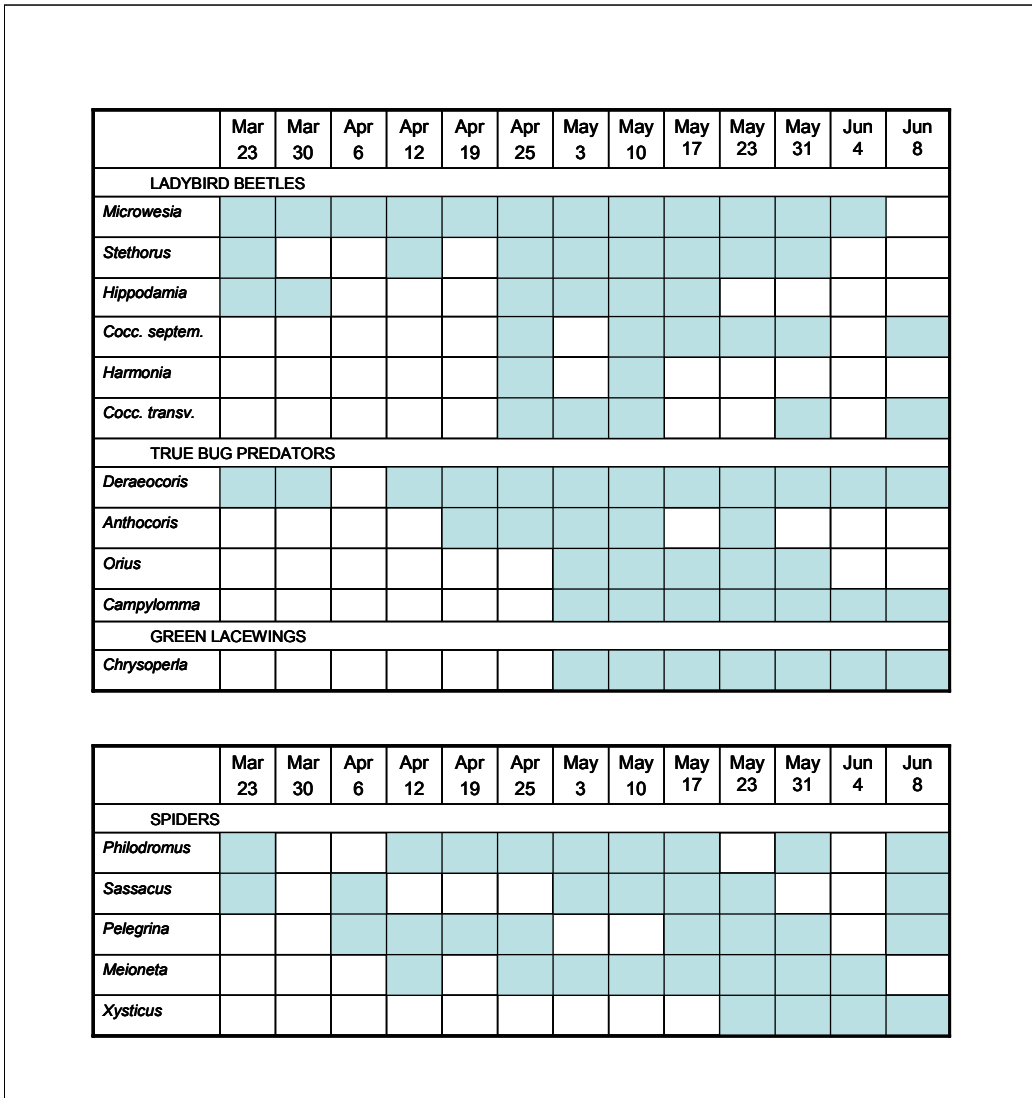 Mar Mar Apr Apr Apr Apr May May May May May Jun Jun
23 30 6 12 19 25 3 10 17 23 31 4 8
LADYBIRD BEETLES
Microwesia
Stethorus
Hippodamia
Cocc. septem.
Harmonia
Cocc. transv.
TRUE BUG PREDATORS
Deraeocoris
Anthocoris
Orius
Campylomma
GREEN LACEWINGS
Chrysoperla
Mar Mar Apr Apr Apr Apr May May May May May Jun Jun
23 30 6 12 19 25 3 10 17 23 31 4 8
SPIDERS
Philodromus
Sassacus
Pelegrina
Meioneta
Xysticus